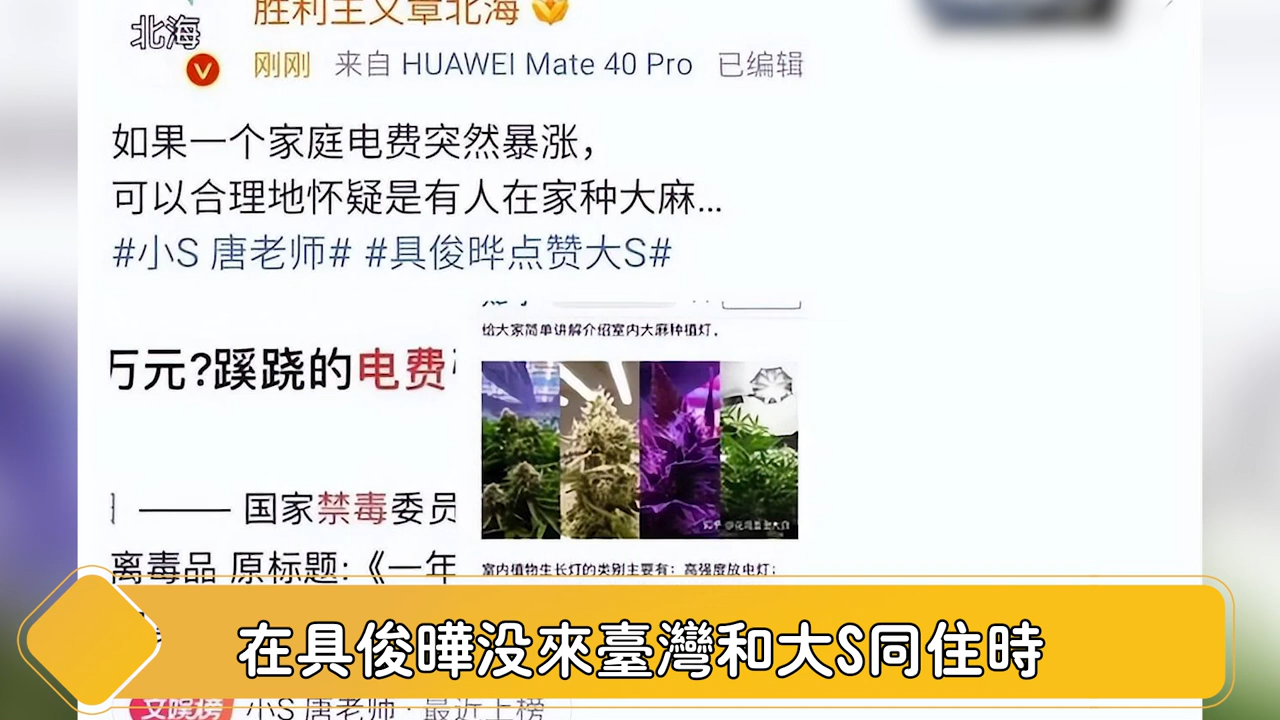 胜利主义章北海
北海
刚刚 来自 HUAWEI Mate 40 Pro 已编辑
如果一个家庭电费突然暴涨，
可以合理地怀疑是有人在家种大麻...
#小S 唐老师# #具俊晔点赞大S#
给大家简单讲解介绍室内大麻种植灯，
万元?蹊跷的电费
—— 国家禁毒委员
离毒品 原标题:《一年
室内植物生长灯的类别主要有：高强度放电灯；
在具俊曄没來臺灣和大S同住時
文娱榜 小S 唐老师 · 最近上榜